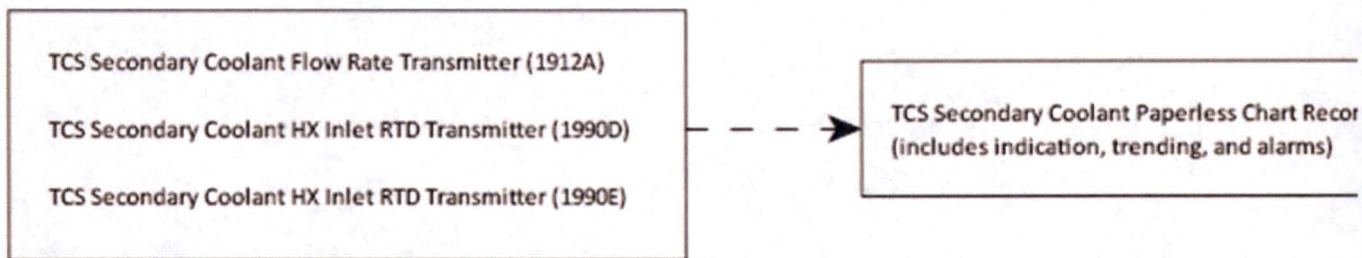 TCS Secondary Coolant Flow Rate Transmitter (1912A)
TCS Secondary Coolant HX Inlet RTD Transmitter (1990D)
TCS Secondary Coolant HX Inlet RTD Transmitter (1990E)
TCS Secondary Coolant Paperless Chart Recor
(includes indication, trending, and alarms)